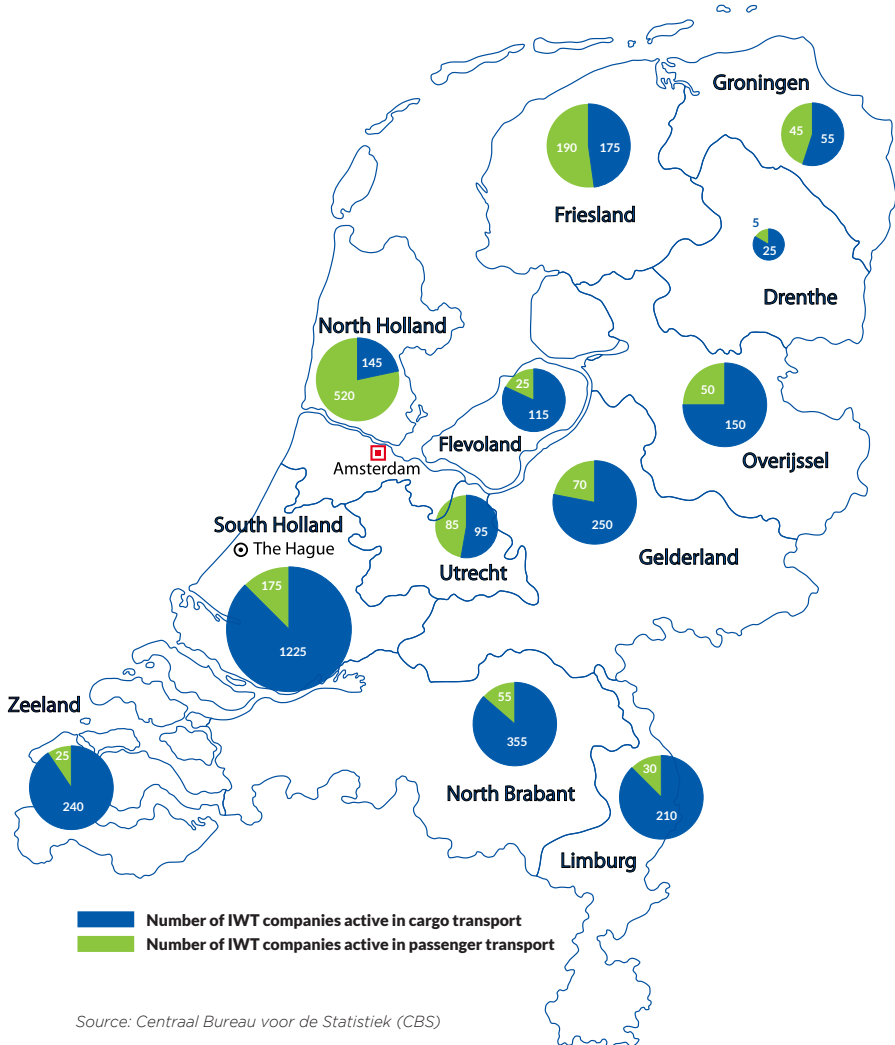 Groningen
45
55
190
175
Friesland
5
25
Drenthe
North Holland
145
520
25
115
Flevoland
50
150
Overijssel
Amsterdam
70
250
Gelderland
South Holland
The Hague
85
95
Utrecht
175
1225
Zeeland
25
240
55
355
North Brabant
30
210
Limburg
Number of IWT companies active in cargo transport
Number of IWT companies active in passenger transport
Source: Centraal Bureau voor de Statistiek (CBS)